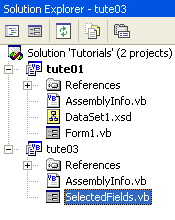 Solution Explorer - tute03
Solution 'Tutorials' (2 projects)
tute01
References
AssemblyInfo.vb
DataSet1.xsd
Form1.vb
tute03
References
AssemblyInfo.vb
SelectedFields.vb